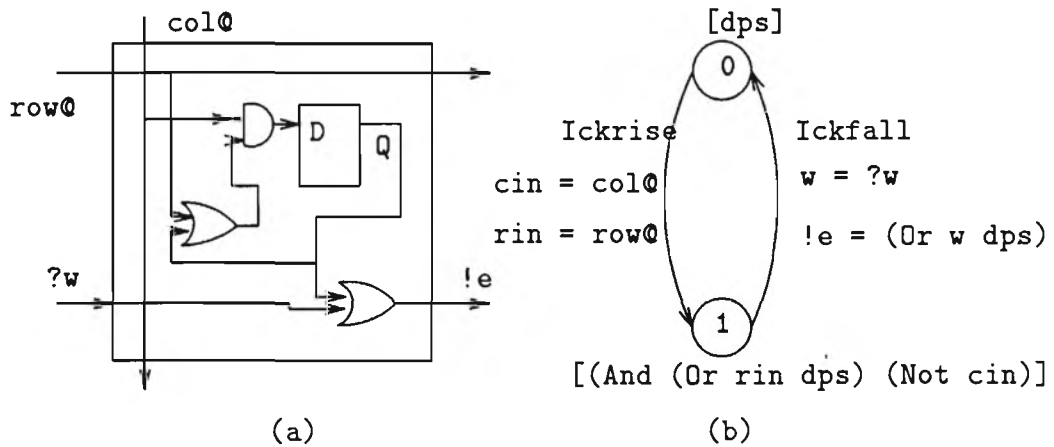 col@
row@
D
Q
?w
!e
(a)
[dps]
0
Ickrise
Ickfall
cin = col@
w = ?w
rin = row@
!e = (Or w dps)
1
[(And (Or rin dps) (Not cin)]
(b)